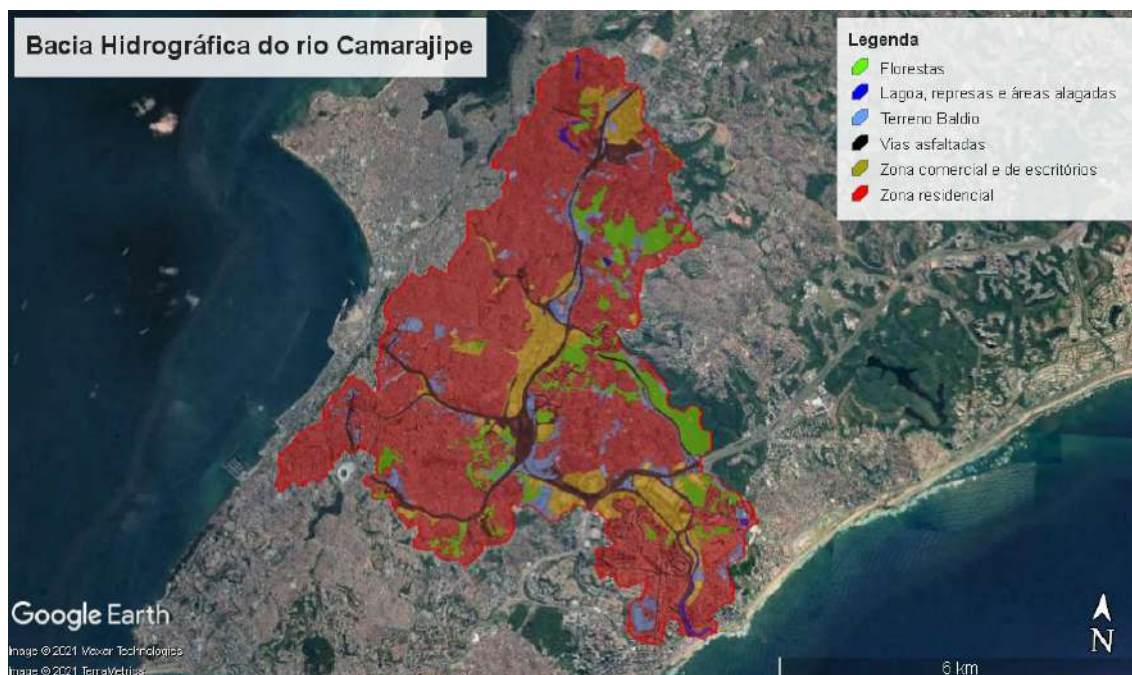 Bacia Hidrográfica do rio Camarajipe
Legenda
Florestas
Lagoa, represas e áreas alagadas
Terreno Baldio
Vias asfaltadas
Zona comercial e de escritórios
Zona residencial
Google Earth
Image © 2021 Maxar Technologies
Image © 2021 TerraMetrics
N
6 km